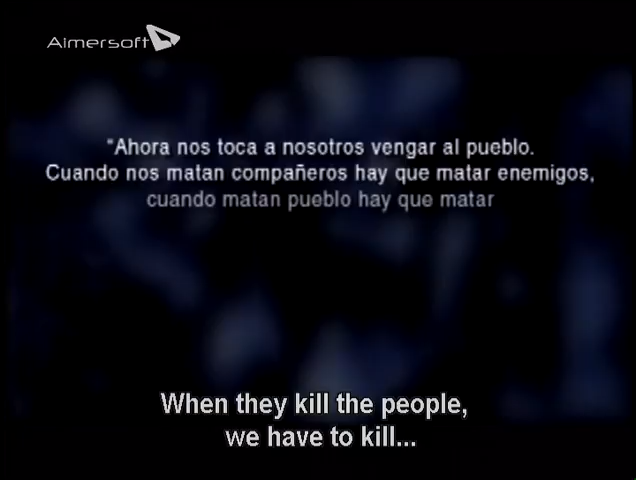 Aimersoft
"Ahora nos toca a nosotros vengar al pueblo.
Cuando nos matan compañeros hay que matar enemigos,
cuando matan pueblo hay que matar
When they kill the people,
we have to kill...